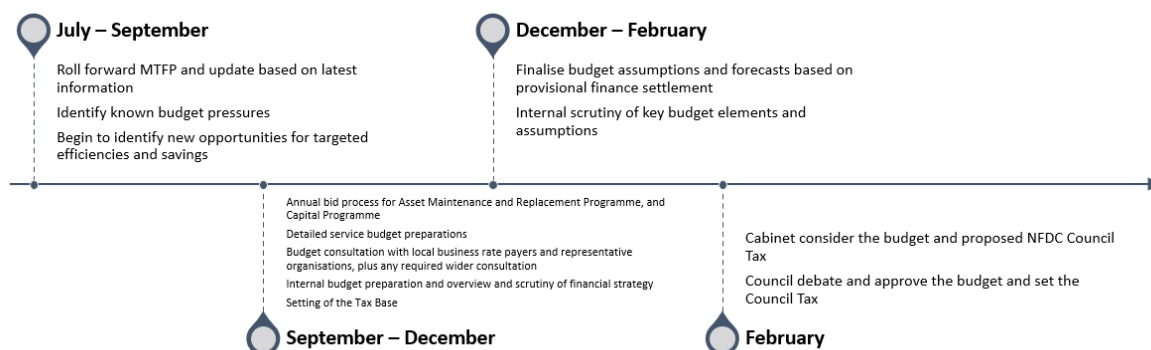 July – September
Roll forward MTFP and update based on latest
information
Identify known budget pressures
Begin to identify new opportunities for targeted
efficiencies and savings
December – February
Finalise budget assumptions and forecasts based on
provisional finance settlement
Internal scrutiny of key budget elements and
assumptions
Annual bid process for Asset Maintenance and Replacement Programme, and
Capital Programme
Detailed service budget preparations
Budget consultation with local business rate payers and representative
organisations, plus any required wider consultation
Internal budget preparation and overview and scrutiny of financial strategy
Setting of the Tax Base
September – December
Cabinet consider the budget and proposed NFDC Council
Tax
Council debate and approve the budget and set the
Council Tax
February